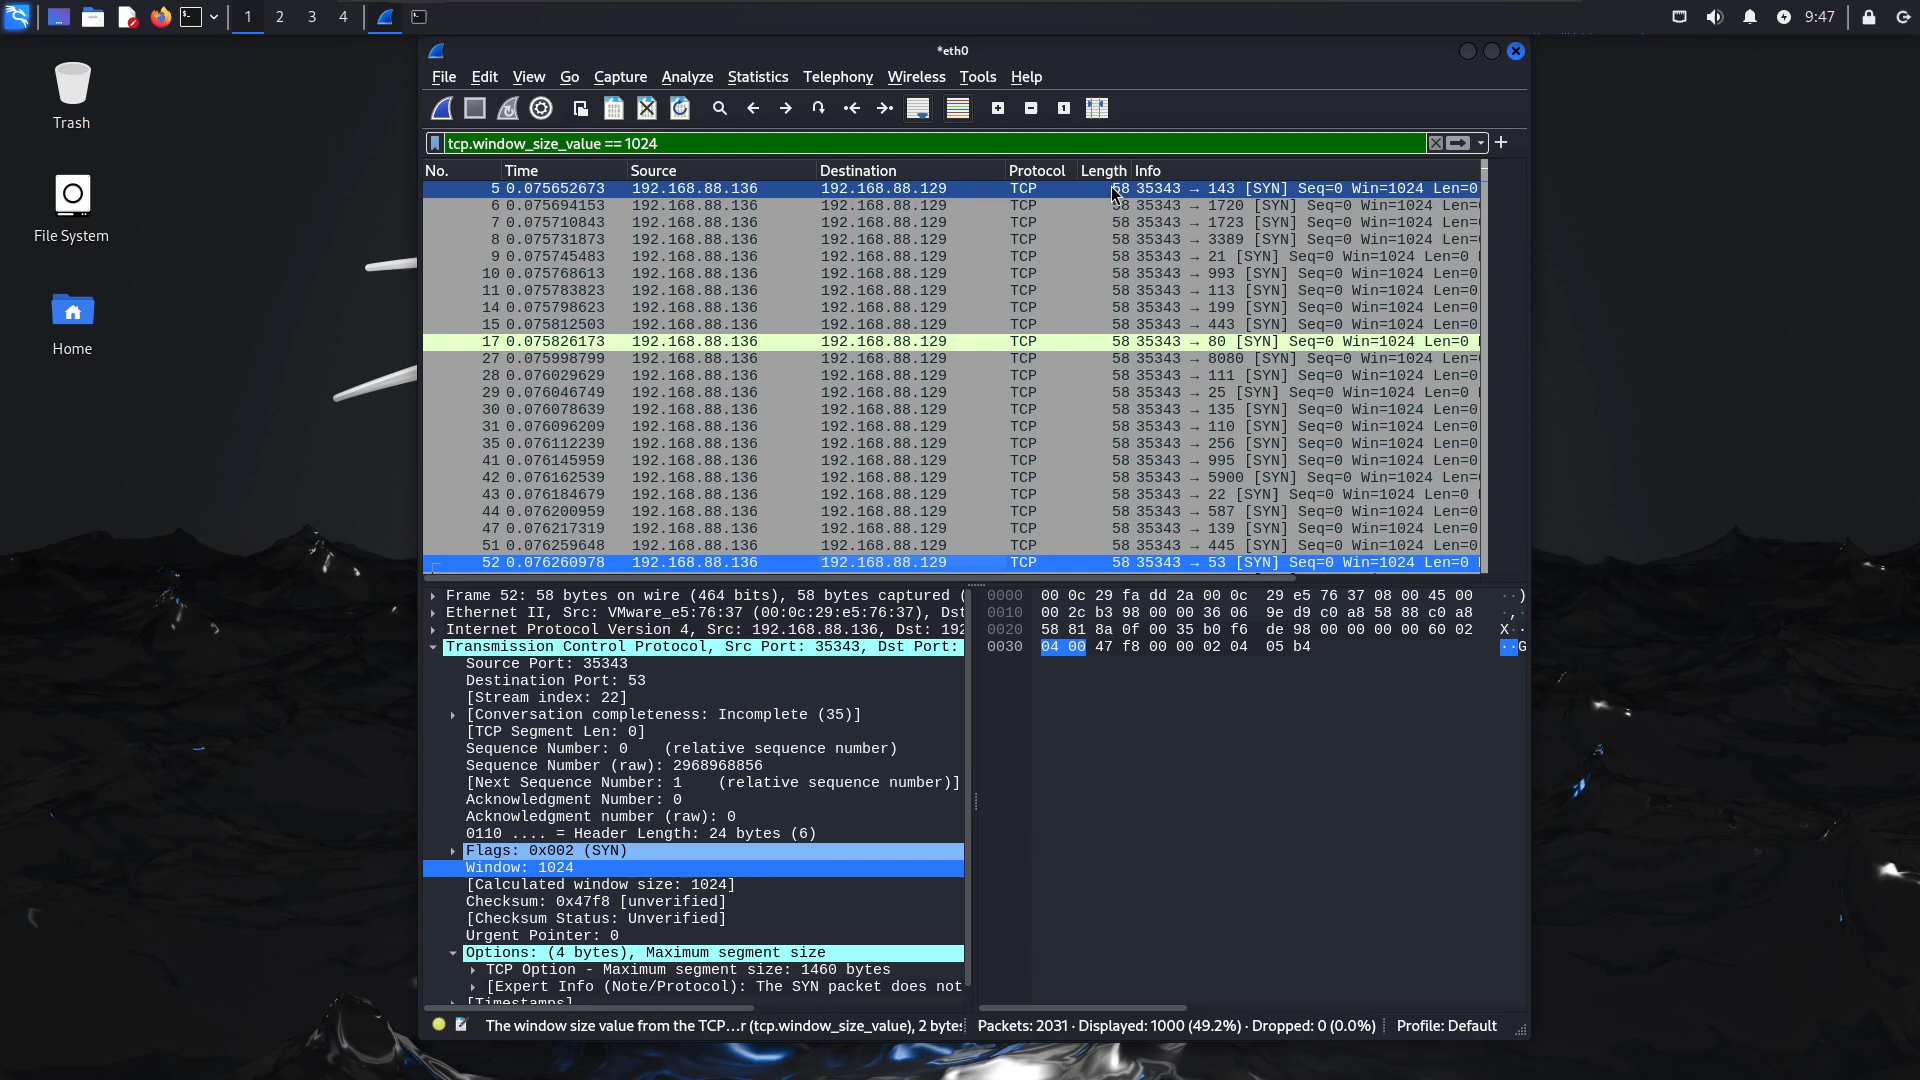 1 2 3 4 9:47
Trash
File System
Home
*eth0
File Edit View Go Capture Analyze Statistics Telephony Wireless Tools Help
tcp.window_size_value == 1024
No. Time Source Destination Protocol Length Info
5 0.075652673 192.168.88.136 192.168.88.129 TCP 58 35343 → 143 [SYN] Seq=0 Win=1024 Len=0
6 0.075694153 192.168.88.136 192.168.88.129 TCP 58 35343 → 1720 [SYN] Seq=0 Win=1024 Len=
7 0.075710843 192.168.88.136 192.168.88.129 TCP 58 35343 → 1723 [SYN] Seq=0 Win=1024 Len=
8 0.075731873 192.168.88.136 192.168.88.129 TCP 58 35343 → 3389 [SYN] Seq=0 Win=1024 Len=
9 0.075745483 192.168.88.136 192.168.88.129 TCP 58 35343 → 21 [SYN] Seq=0 Win=1024 Len=0
10 0.075768613 192.168.88.136 192.168.88.129 TCP 58 35343 → 993 [SYN] Seq=0 Win=1024 Len=0
11 0.075783823 192.168.88.136 192.168.88.129 TCP 58 35343 → 113 [SYN] Seq=0 Win=1024 Len=0
14 0.075798623 192.168.88.136 192.168.88.129 TCP 58 35343 → 199 [SYN] Seq=0 Win=1024 Len=0
15 0.075812503 192.168.88.136 192.168.88.129 TCP 58 35343 → 443 [SYN] Seq=0 Win=1024 Len=0
17 0.075826173 192.168.88.136 192.168.88.129 TCP 58 35343 → 80 [SYN] Seq=0 Win=1024 Len=0
27 0.075998799 192.168.88.136 192.168.88.129 TCP 58 35343 → 8080 [SYN] Seq=0 Win=1024 Len=
28 0.076029629 192.168.88.136 192.168.88.129 TCP 58 35343 → 111 [SYN] Seq=0 Win=1024 Len=0
29 0.076046749 192.168.88.136 192.168.88.129 TCP 58 35343 → 25 [SYN] Seq=0 Win=1024 Len=0
30 0.076078639 192.168.88.136 192.168.88.129 TCP 58 35343 → 135 [SYN] Seq=0 Win=1024 Len=0
31 0.076096209 192.168.88.136 192.168.88.129 TCP 58 35343 → 110 [SYN] Seq=0 Win=1024 Len=0
35 0.076112239 192.168.88.136 192.168.88.129 TCP 58 35343 → 256 [SYN] Seq=0 Win=1024 Len=0
41 0.076145959 192.168.88.136 192.168.88.129 TCP 58 35343 → 995 [SYN] Seq=0 Win=1024 Len=0
42 0.076162539 192.168.88.136 192.168.88.129 TCP 58 35343 → 5900 [SYN] Seq=0 Win=1024 Len=
43 0.076184679 192.168.88.136 192.168.88.129 TCP 58 35343 → 22 [SYN] Seq=0 Win=1024 Len=0
44 0.076200959 192.168.88.136 192.168.88.129 TCP 58 35343 → 587 [SYN] Seq=0 Win=1024 Len=0
47 0.076217319 192.168.88.136 192.168.88.129 TCP 58 35343 → 139 [SYN] Seq=0 Win=1024 Len=0
51 0.076259648 192.168.88.136 192.168.88.129 TCP 58 35343 → 445 [SYN] Seq=0 Win=1024 Len=0
52 0.076260978 192.168.88.136 192.168.88.129 TCP 58 35343 → 53 [SYN] Seq=0 Win=1024 Len=0
Frame 52: 58 bytes on wire (464 bits), 58 bytes captured (
Ethernet II, Src: VMware_e5:76:37 (00:0c:29:e5:76:37), Dst
Internet Protocol Version 4, Src: 192.168.88.136, Dst: 192
Transmission Control Protocol, Src Port: 35343, Dst Port:
Source Port: 35343
Destination Port: 53
[Stream index: 22]
[Conversation completeness: Incomplete (35)]
[TCP Segment Len: 0]
Sequence Number: 0 (relative sequence number)
Sequence Number (raw): 2968968856
[Next Sequence Number: 1 (relative sequence number)]
Acknowledgment Number: 0
Acknowledgment number (raw): 0
0110 .... = Header Length: 24 bytes (6)
Flags: 0x002 (SYN)
Window: 1024
[Calculated window size: 1024]
Checksum: 0x47f8 [unverified]
[Checksum Status: Unverified]
Urgent Pointer: 0
Options: (4 bytes), Maximum segment size
TCP Option - Maximum segment size: 1460 bytes
[Expert Info (Note/Protocol): The SYN packet does not
[Timestamps]
0000 00 0c 29 fa dd 2a 00 0c 29 e5 76 37 08 00 45 00 ··)
0010 00 2c b3 98 00 00 36 06 9e d9 c0 a8 58 88 c0 a8 ·,·
0020 58 81 8a 0f 00 35 b0 f6 de 98 00 00 00 00 60 02 X··
0030 04 00 47 f8 00 00 02 04 05 b4 ··G
The window size value from the TCP…r (tcp.window_size_value), 2 byte
Packets: 2031 · Displayed: 1000 (49.2%) · Dropped: 0 (0.0%)
Profile: Default